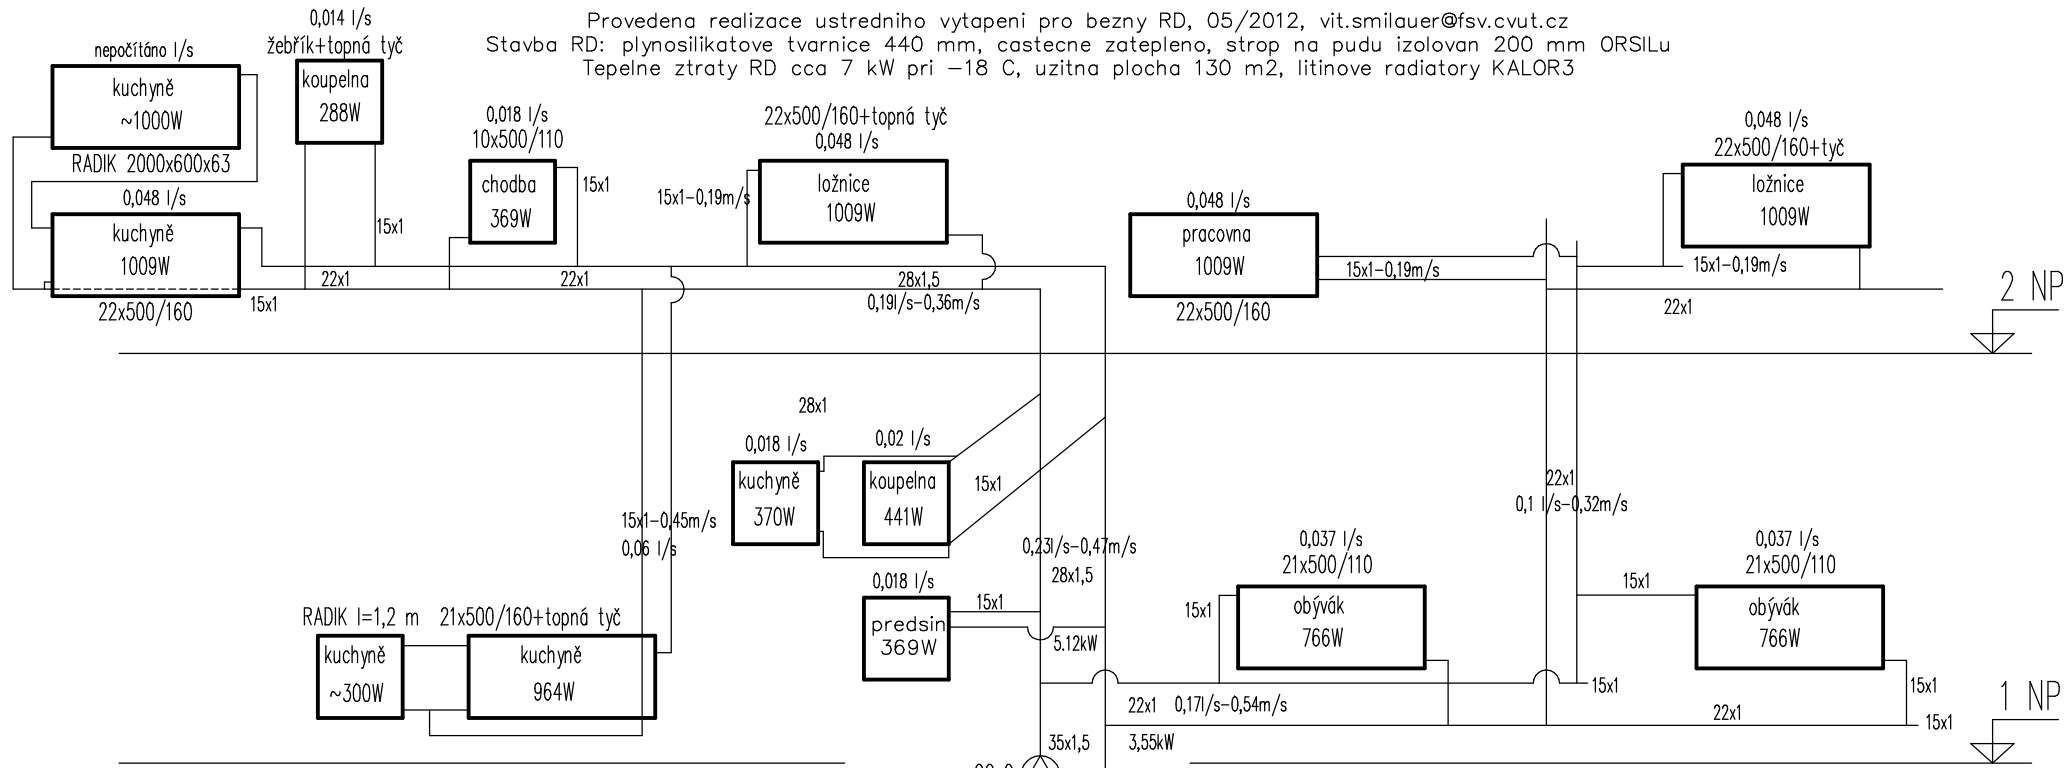 Provedena realizace ustredniho vytapeni pro bezny RD, 05/2012, vit.smilauer@fsv.cvut.cz
Stavba RD: plynosilikatove tvarnice 440 mm, castecne zatepleno, strop na pudu izolovan 200 mm ORSILu
Tepelne ztraty RD cca 7 kW pri -18 C, uzitna plocha 130 m2, litinove radiatory KALOR3
nepočítáno l/s
kuchyně
~1000W
RADIK 2000x600x63
0,048 l/s
kuchyně
1009W
22x500/160
15x1
0,014 l/s
žebřík+topná tyč
koupelna
288W
15x1
22x1
0,018 l/s
10x500/110
chodba
369W
15x1
22x1
22x500/160+topná tyč
0,048 l/s
ložnice
1009W
15x1-0,19m/s
28x1,5
0,19l/s-0,36m/s
0,048 l/s
pracovna
1009W
22x500/160
15x1-0,19m/s
0,048 l/s
22x500/160+tyč
ložnice
1009W
15x1-0,19m/s
22x1
2 NP
28x1
0,018 l/s
kuchyně
370W
0,02 l/s
koupelna
441W
15x1
15x1-0,45m/s
0,06 l/s
0,23l/s-0,47m/s
28x1,5
22x1
0,1 l/s-0,32m/s
0,018 l/s
predsin
369W
15x1
5.12kW
RADIK l=1,2 m
kuchyně
~300W
21x500/160+topná tyč
kuchyně
964W
0,037 l/s
21x500/110
obývák
766W
15x1
0,037 l/s
21x500/110
obývák
766W
15x1
15x1
15x1
22x1
0,17l/s-0,54m/s
22x1
15x1
35x1,5
3,55kW
1 NP